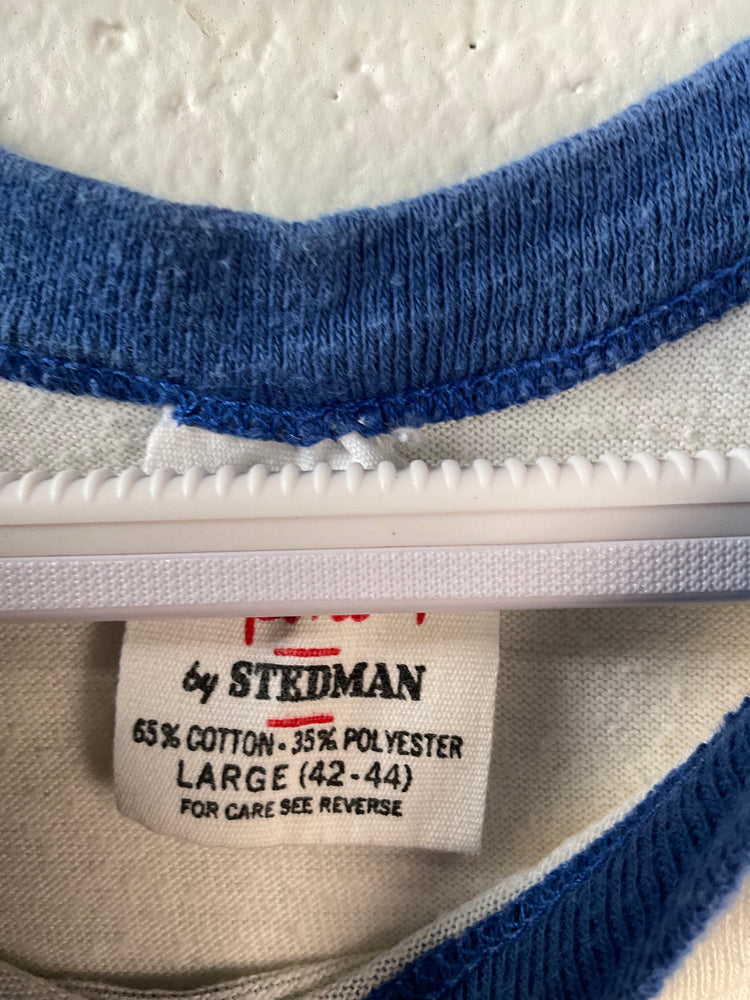 by STEDMAN
65% COTTON - 35% POLYESTER
LARGE (42-44)
FOR CARE SEE REVERSE